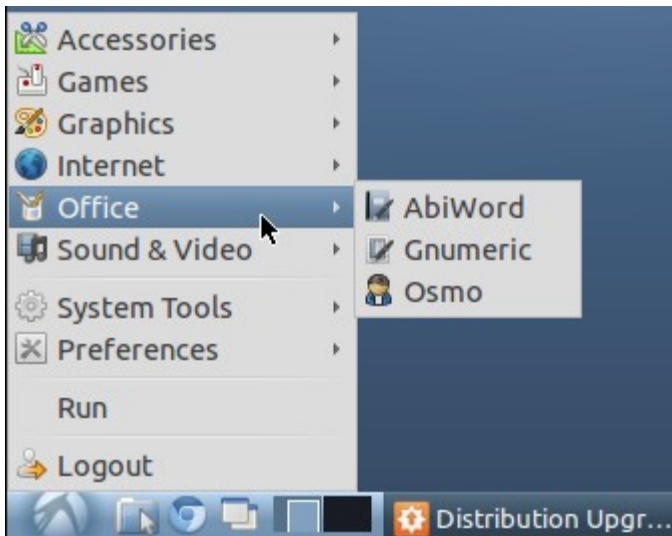 Accessories
Games
Graphics
Internet
Office
Sound & Video
System Tools
Preferences
Run
Logout
AbiWord
Gnumeric
Osmo
Distribution Upgr...